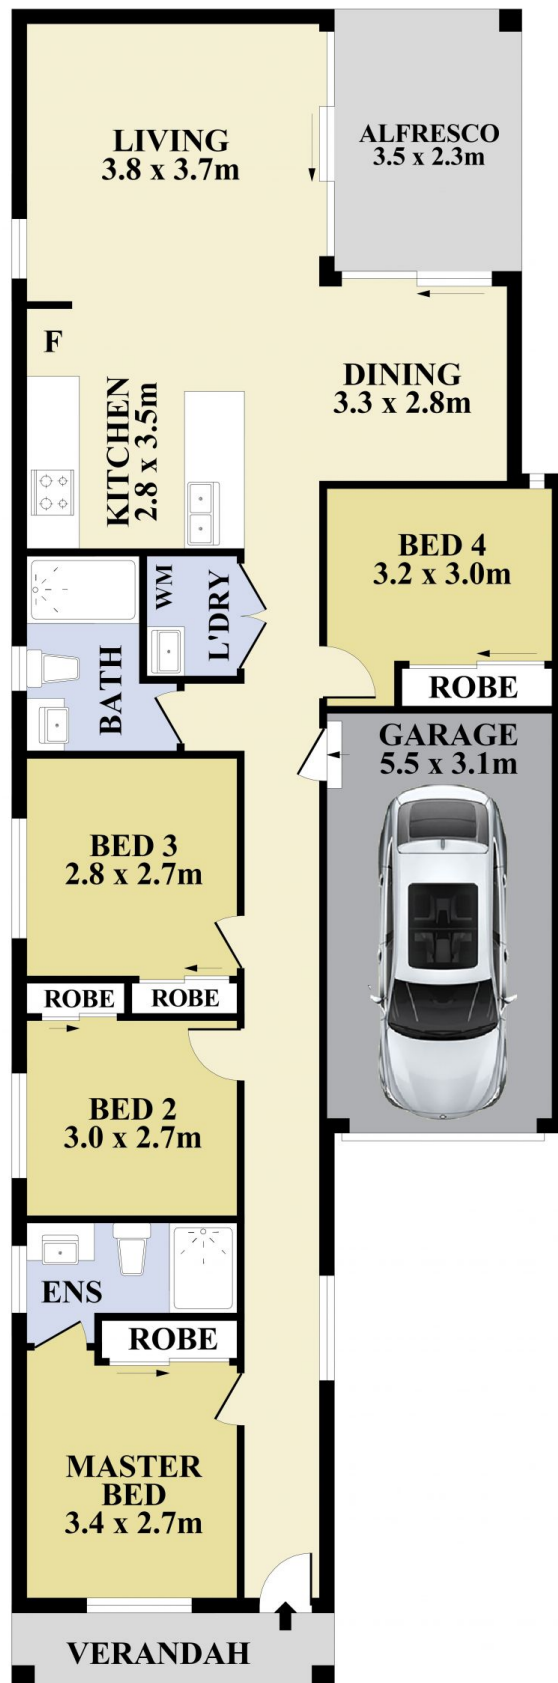 LIVING
3.8 x 3.7m
ALFRESCO
3.5 x 2.3m
F
KITCHEN
2.8 x 3.5m
DINING
3.3 x 2.8m
BED 4
3.2 x 3.0m
ROBE
WM
L'DRY
BATH
GARAGE
5.5 x 3.1m
BED 3
2.8 x 2.7m
ROBE
ROBE
BED 2
3.0 x 2.7m
ENS
ROBE
MASTER
BED
3.4 x 2.7m
VERANDAH